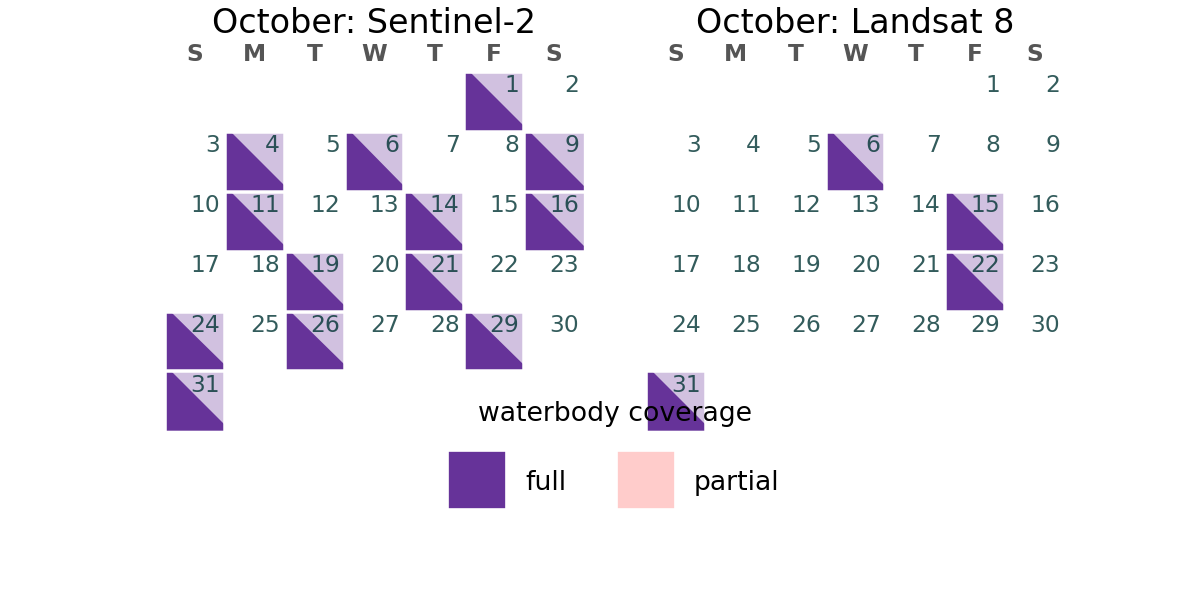 October: Sentinel-2
S M T W T F S
1 2
3 4 5 6 7 8 9
10 11 12 13 14 15 16
17 18 19 20 21 22 23
24 25 26 27 28 29 30
31
October: Landsat 8
S M T W T F S
1 2
3 4 5 6 7 8 9
10 11 12 13 14 15 16
17 18 19 20 21 22 23
24 25 26 27 28 29 30
31
waterbody coverage
full partial